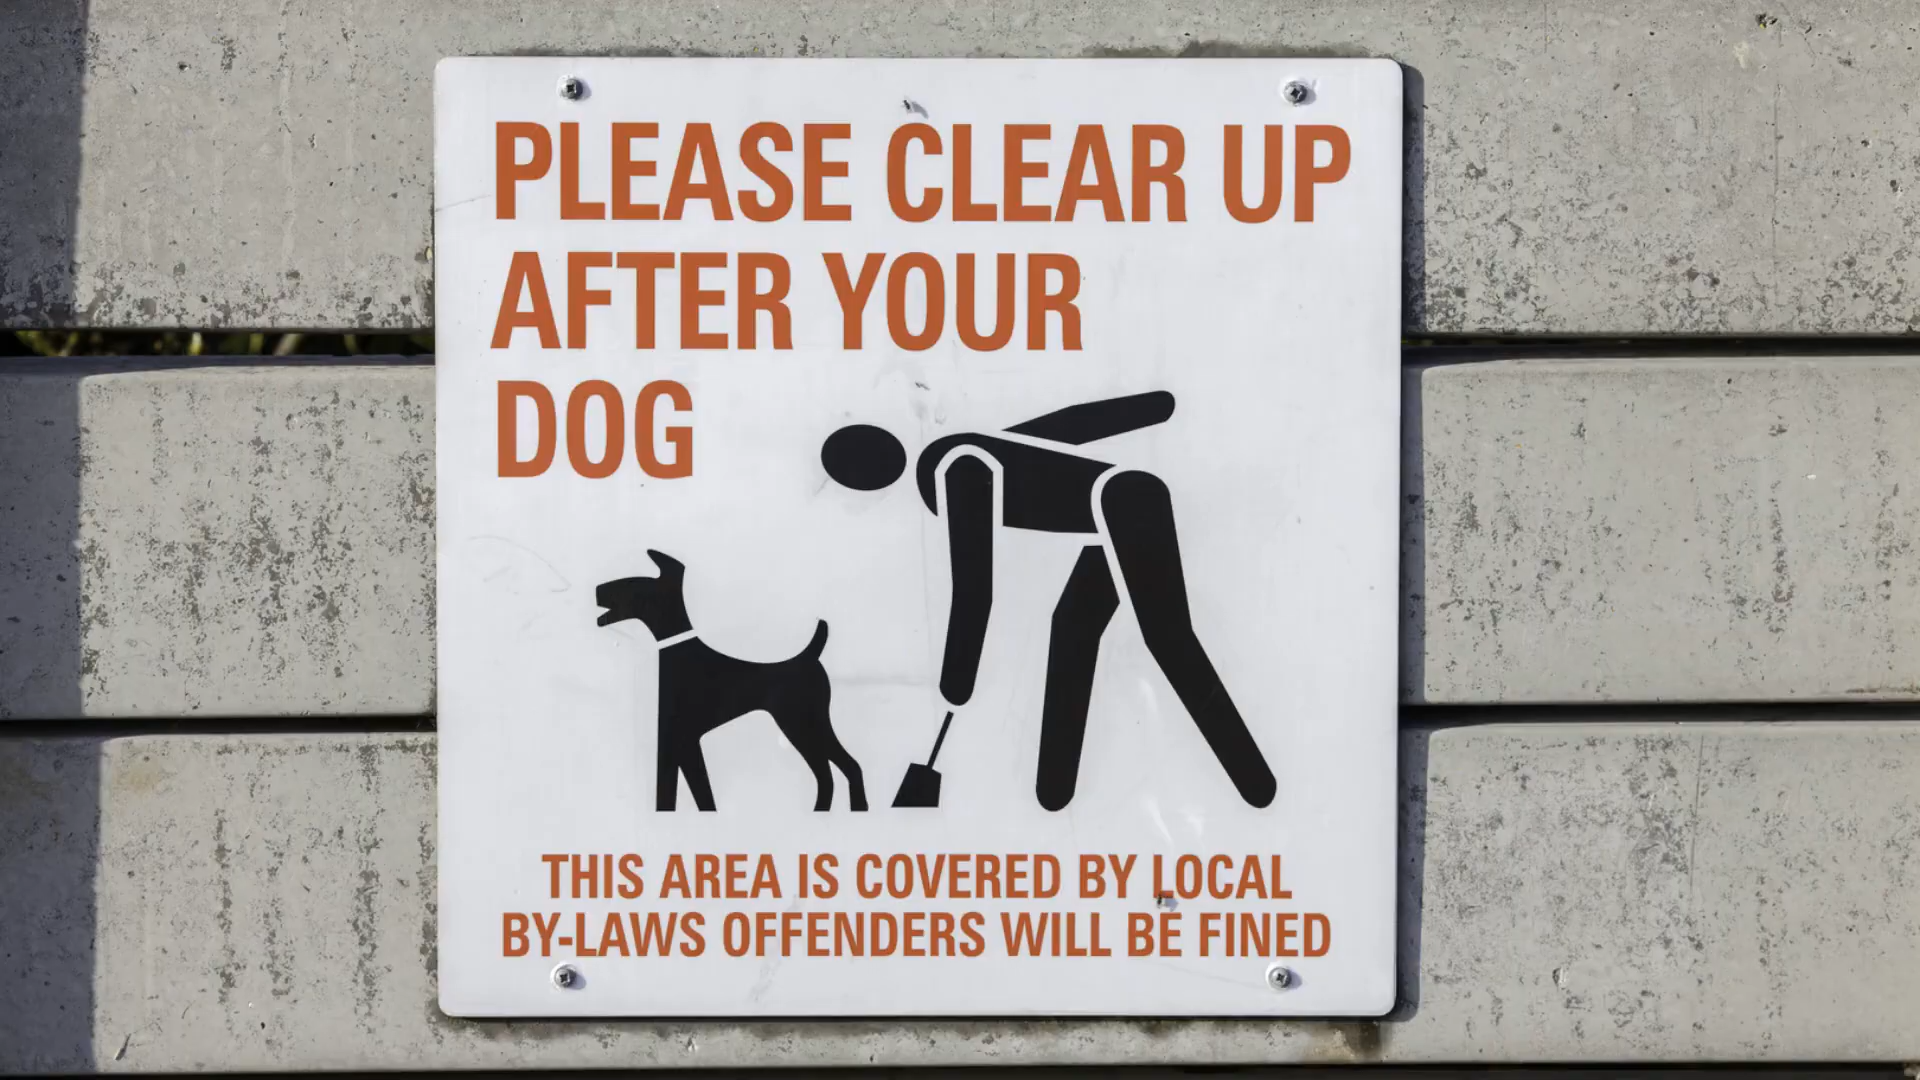 PLEASE CLEAR UP
AFTER YOUR
DOG
THIS AREA IS COVERED BY LOCAL
BY-LAWS OFFENDERS WILL BE FINED